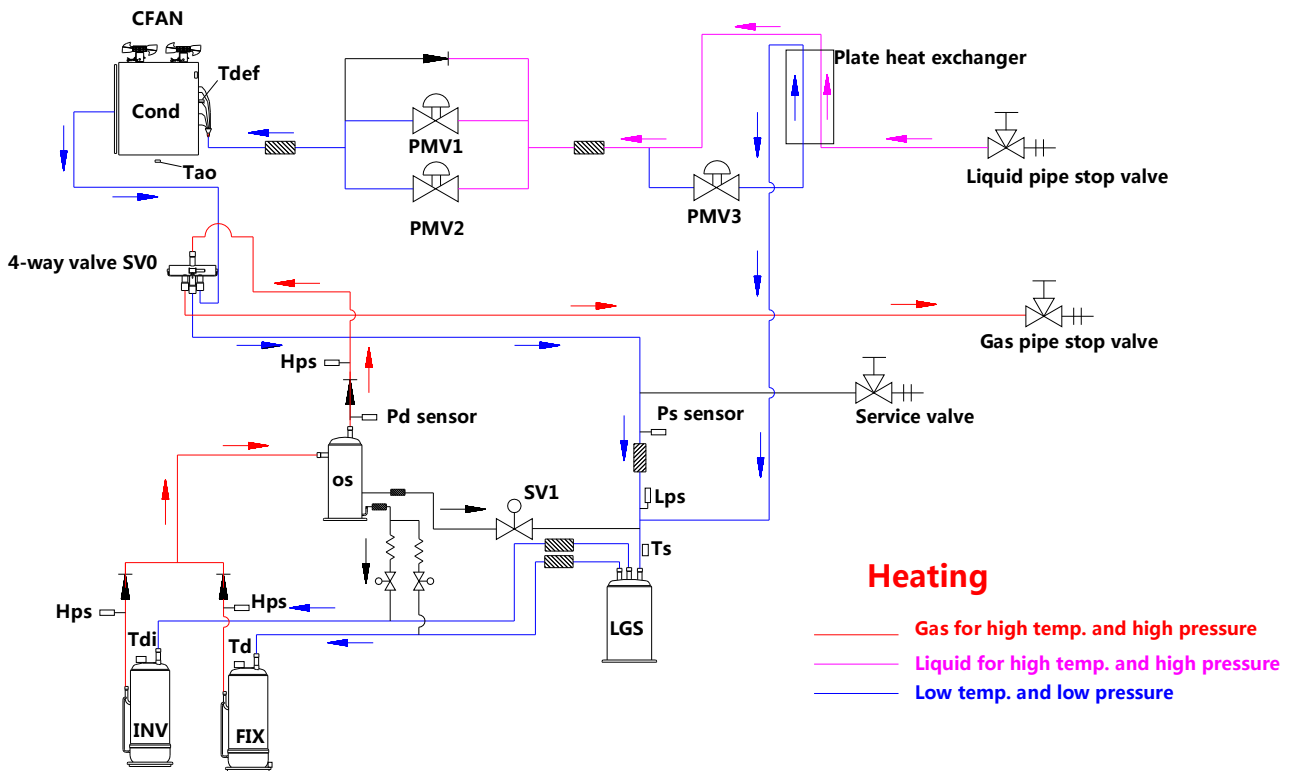 CFAN
Tdef
Cond
Tao
PMV1
PMV2
Plate heat exchanger
PMV3
Liquid pipe stop valve
4-way valve SV0
Gas pipe stop valve
Hps
Pd sensor
Ps sensor
Service valve
os
SV1
Lps
Ts
Hps
Hps
Tdi
Td
LGS
INV
FIX
Heating
Gas for high temp. and high pressure
Liquid for high temp. and high pressure
Low temp. and low pressure